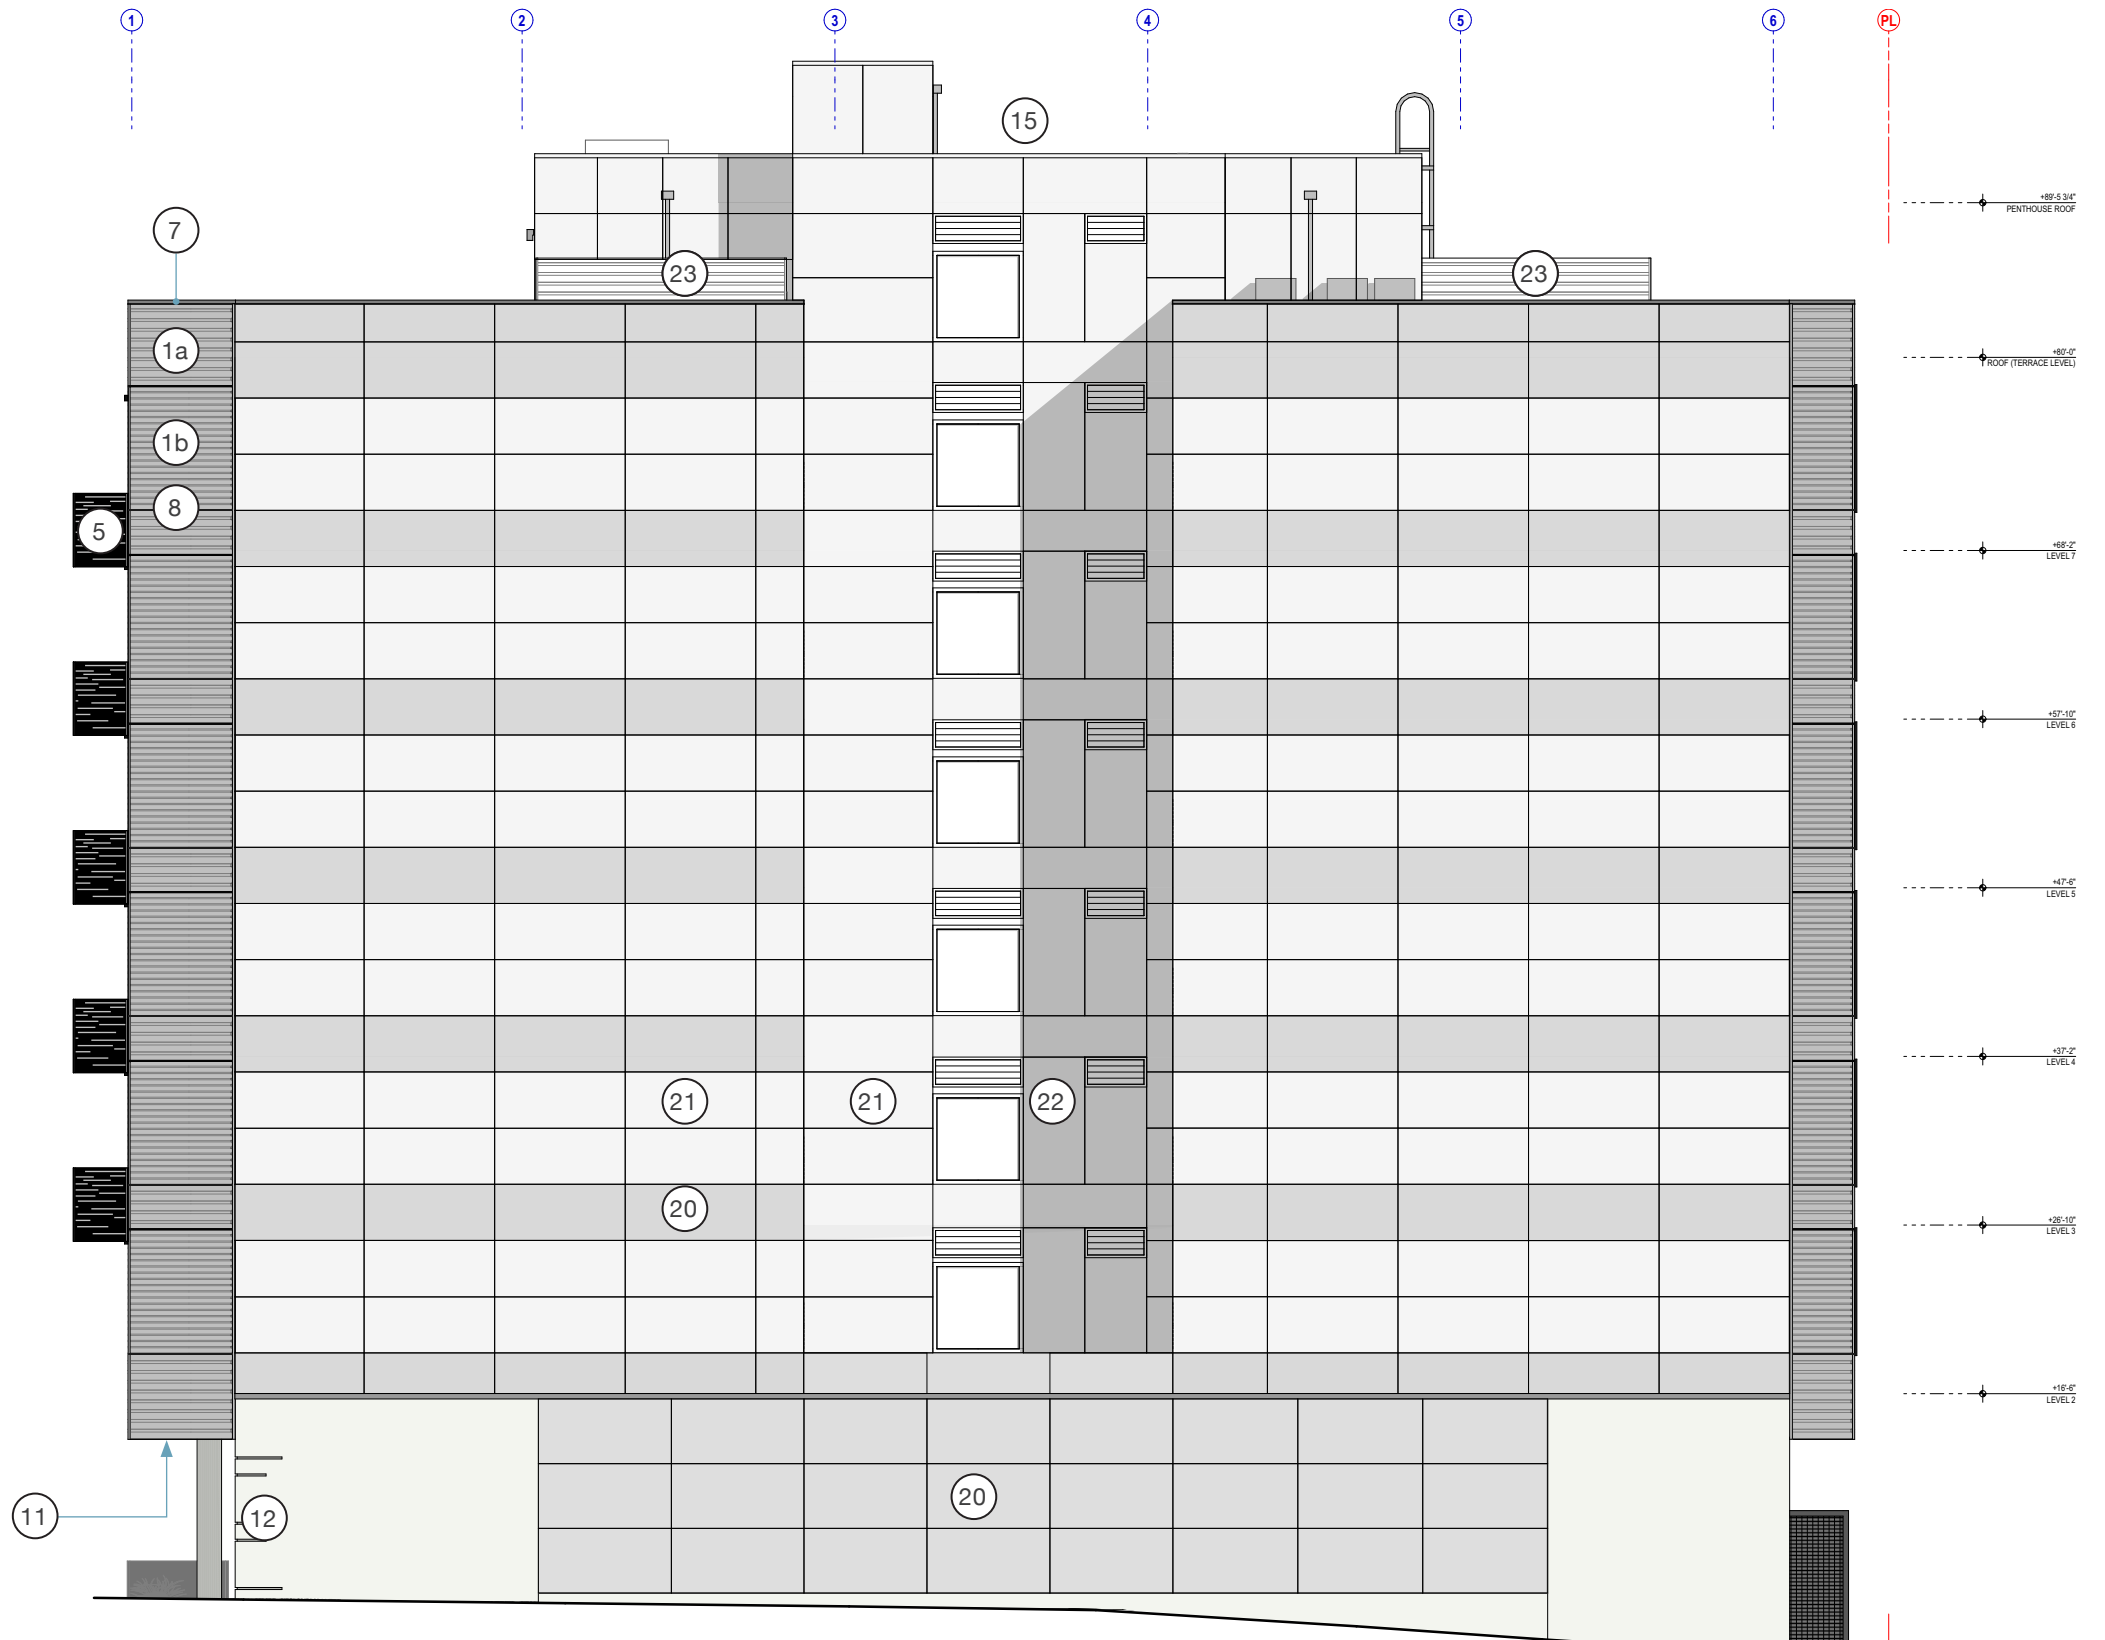 1 2 3 4 5 6 PL
15
+89'-5 3/4"
PENTHOUSE ROOF
7
23 23
1a
+80'-0"
ROOF (TERRACE LEVEL)
1b
8
5
+68'-2"
LEVEL 7
+57'-10"
LEVEL 6
+47'-6"
LEVEL 5
+37'-2"
LEVEL 4
21 21 22
20
+26'-10"
LEVEL 3
+16'-6"
LEVEL 2
20
11 12